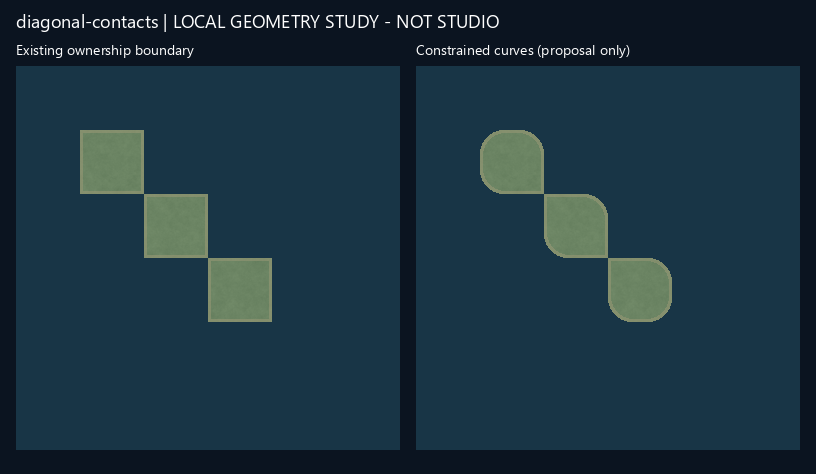 diagonal-contacts | LOCAL GEOMETRY STUDY - NOT STUDIO
Existing ownership boundary
Constrained curves (proposal only)